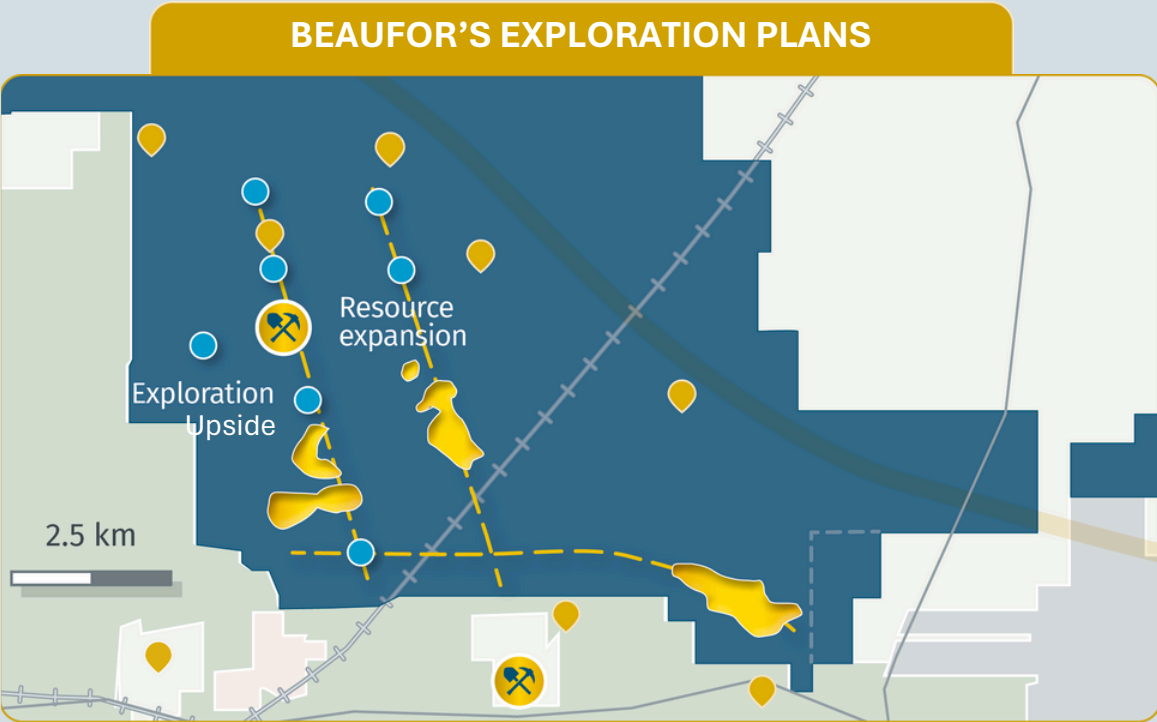 BEAUFOR’S EXPLORATION PLANS
Resource
expansion
Exploration
Upside
2.5 km